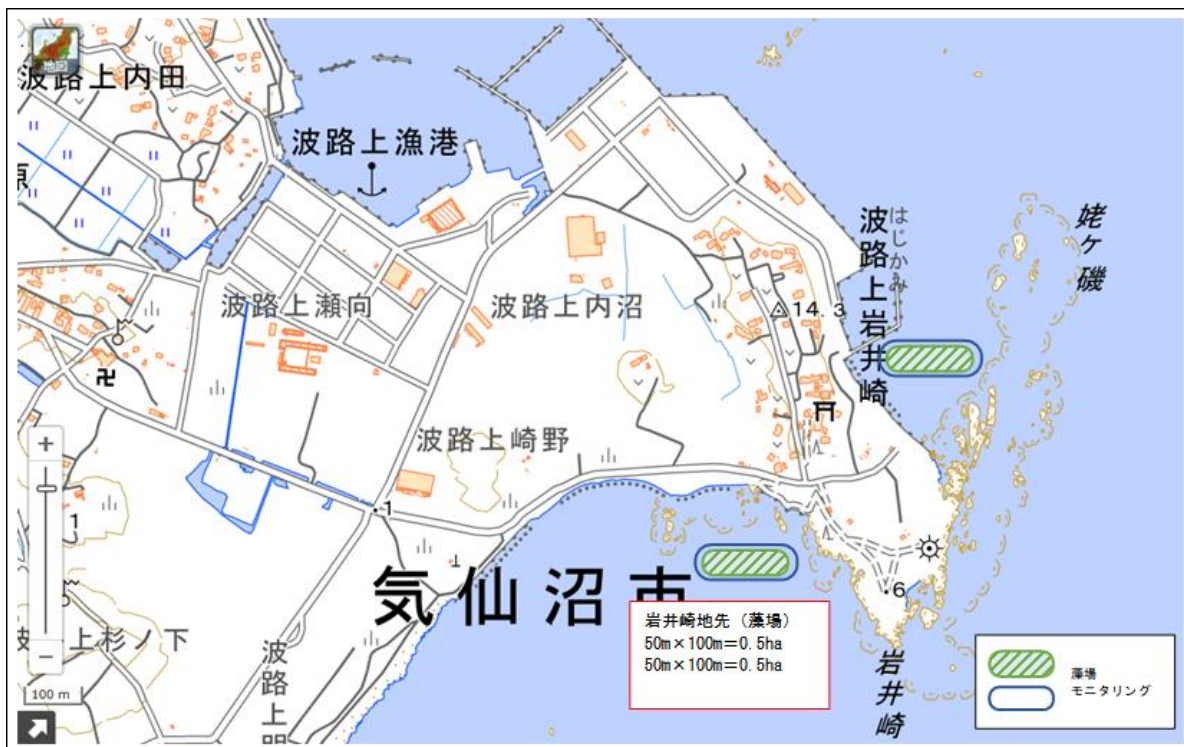 地図
波路上内田
原
波路上漁港
はじかみ
波路上岩井崎
姥ケ磯
波路上瀬向
波路上内沼
14.3
波路上崎野
1
1
気仙沼市
6
岩井崎地先（藻場）
50m×100m＝0.5ha
50m×100m＝0.5ha
上杉ノ下
波路上明
岩井崎
100 m
藻場
モニタリング